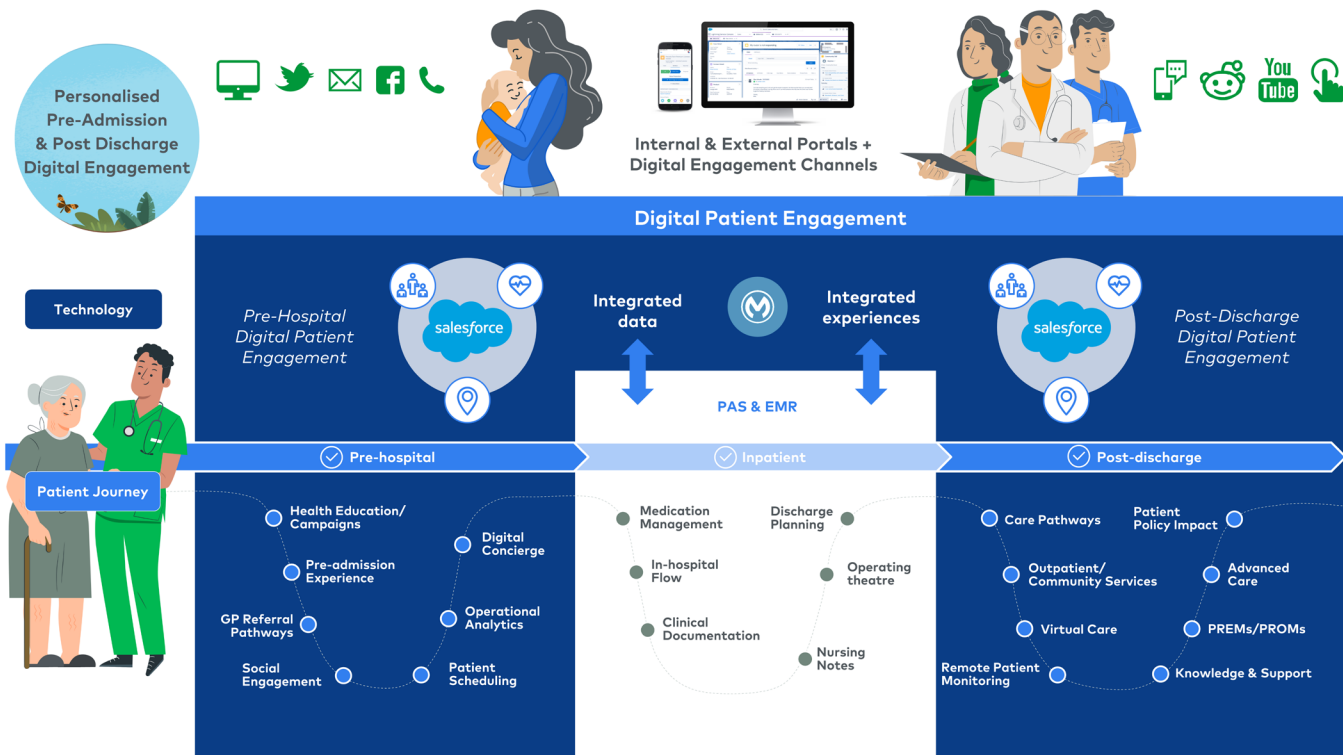 Personalised
Pre-Admission
& Post Discharge
Digital Engagement
You
Tube
Internal & External Portals +
Digital Engagement Channels
Digital Patient Engagement
Technology
Pre-Hospital
Digital Patient
Engagement
salesforce
Integrated
data
Integrated
experiences
salesforce
Post-Discharge
Digital Patient
Engagement
PAS & EMR
Pre-hospital
Inpatient
Post-discharge
Patient Journey
Health Education/
Campaigns
Pre-admission
Experience
GP Referral
Pathways
Social
Engagement
Patient
Scheduling
Operational
Analytics
Digital
Concierge
Medication
Management
In-hospital
Flow
Clinical
Documentation
Nursing
Notes
Operating
theatre
Discharge
Planning
Care Pathways
Outpatient/
Community Services
Virtual Care
Remote Patient
Monitoring
Knowledge & Support
PREMs/PROMs
Advanced
Care
Patient
Policy Impact